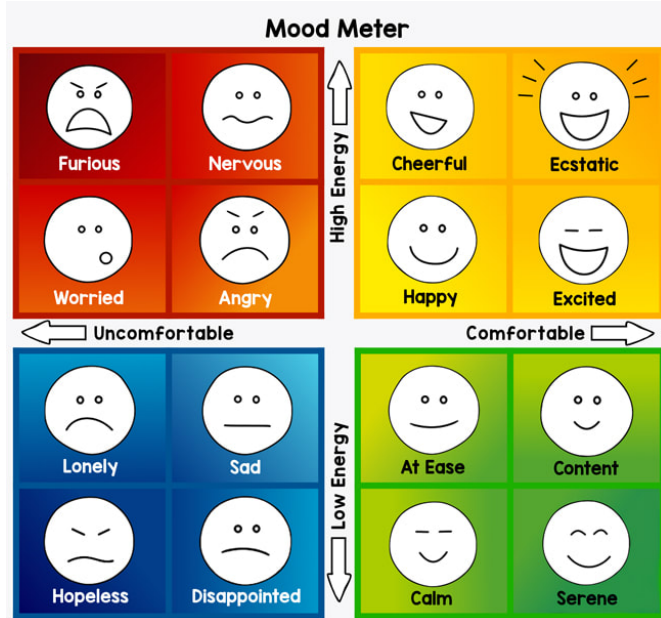 Mood Meter
Furious Nervous
Worried Angry
High Energy
Cheerful Ecstatic
Happy Excited
Uncomfortable
Comfortable
Lonely Sad
Hopeless Disappointed
Low Energy
At Ease Content
Calm Serene